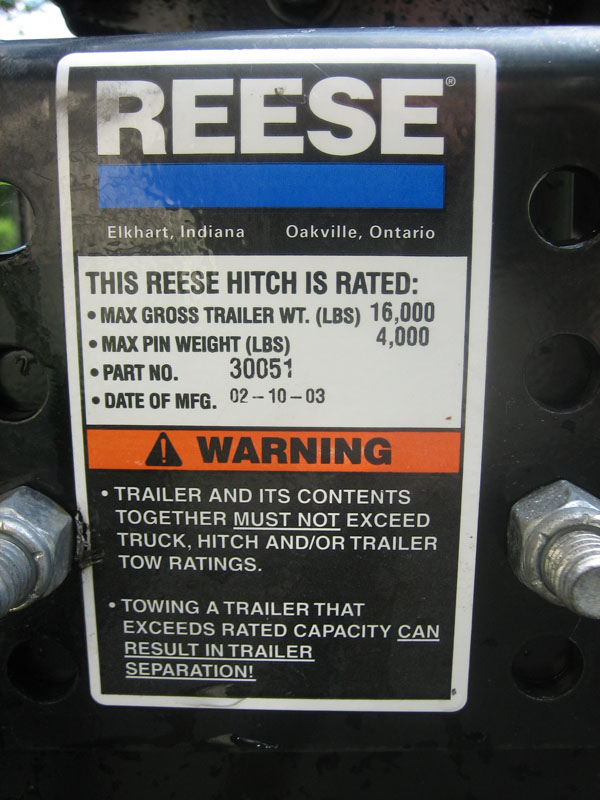 REESE®
Elkhart, Indiana Oakville, Ontario
THIS REESE HITCH IS RATED:
• MAX GROSS TRAILER WT. (LBS) 16,000
• MAX PIN WEIGHT (LBS) 4,000
• PART NO. 30051
• DATE OF MFG. 02-10-03
WARNING
• TRAILER AND ITS CONTENTS
TOGETHER MUST NOT EXCEED
TRUCK, HITCH AND/OR TRAILER
TOW RATINGS.
• TOWING A TRAILER THAT
EXCEEDS RATED CAPACITY CAN
RESULT IN TRAILER
SEPARATION!